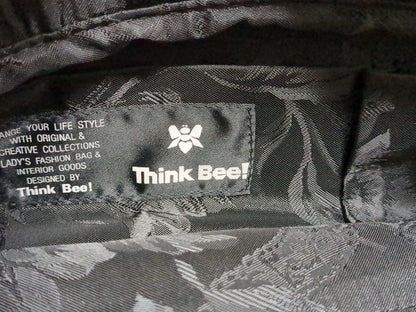 ANGE YOUR LIFE STYLE
WITH ORIGINAL &
CREATIVE COLLECTIONS
LADY'S FASHION BAG &
INTERIOR GOODS
DESIGNED BY
Think Bee!
Think Bee!